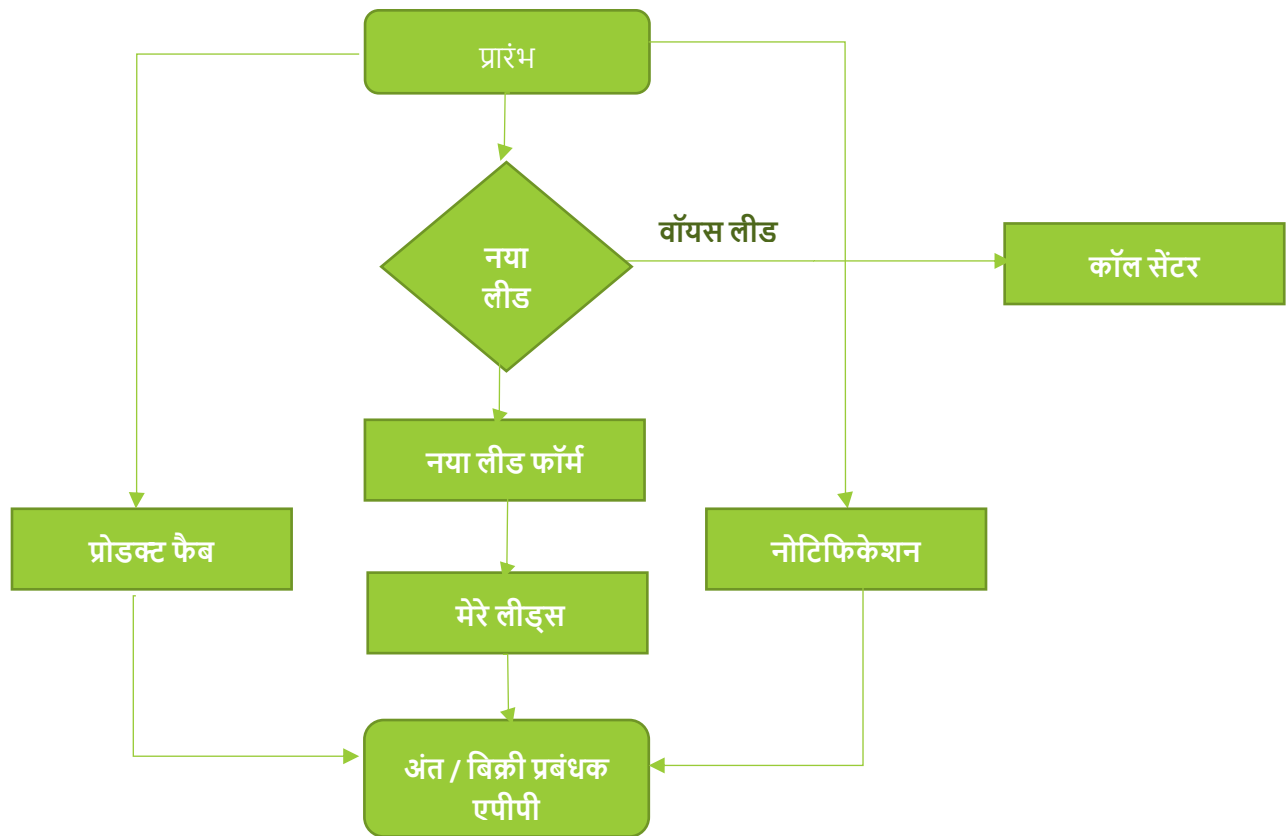 प्रारंभ
वॉयस लीड
नया
लीड
कॉल सेंटर
नया लीड फॉर्म
प्रोडक्ट फैब
नोटिफिकेशन
मेरे लीड्स
अंत / बिक्री प्रबंधक
एपीपी